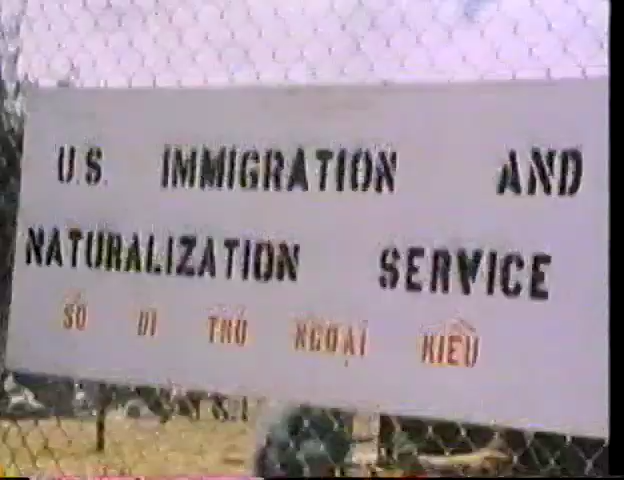 U.S. IMMIGRATION AND
NATURALIZATION SERVICE
SỞ DI TRÚ NGOẠI KIỀU